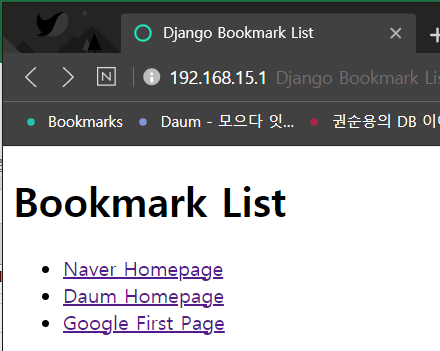 Django Bookmark List
N 192.168.15.1 Django Bookmark Lis
Bookmarks Daum - 모으다 잇... 권순용의 DB 이
Bookmark List
Naver Homepage
Daum Homepage
Google First Page